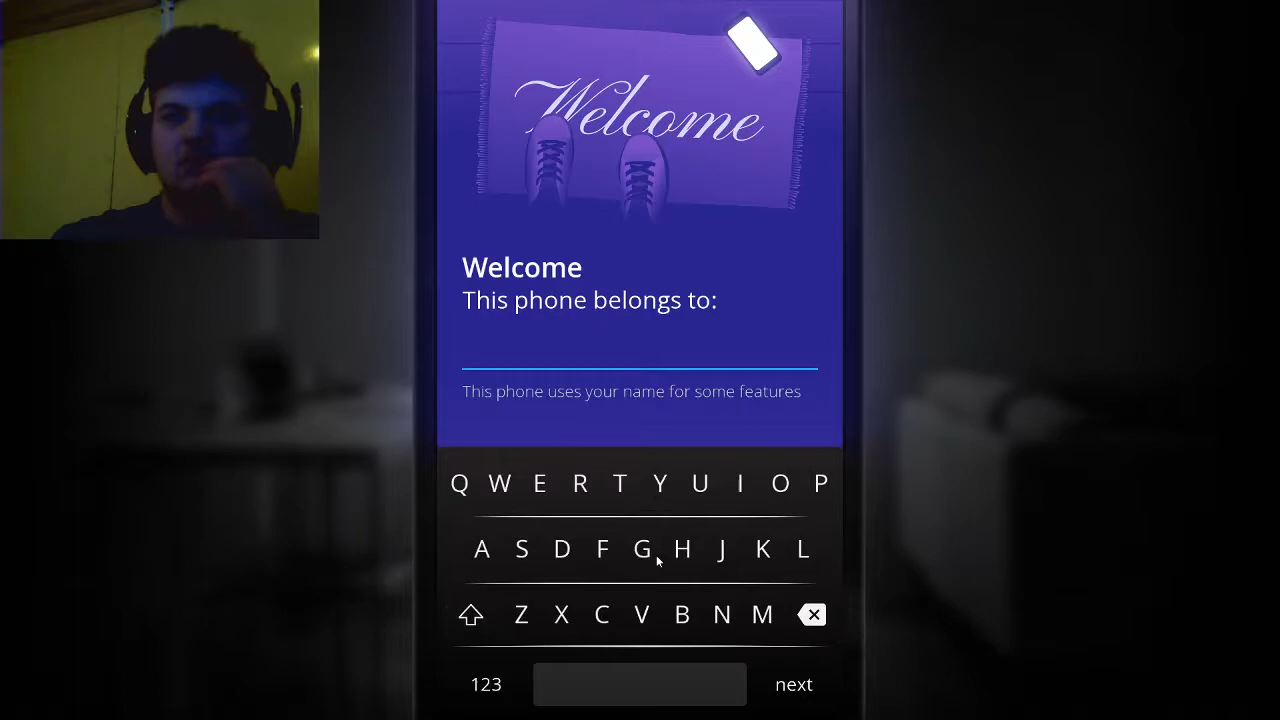 Welcome
Welcome
This phone belongs to:
This phone uses your name for some features
Q W E R T Y U I O P
A S D F G H J K L
Z X C V B N M
123 next